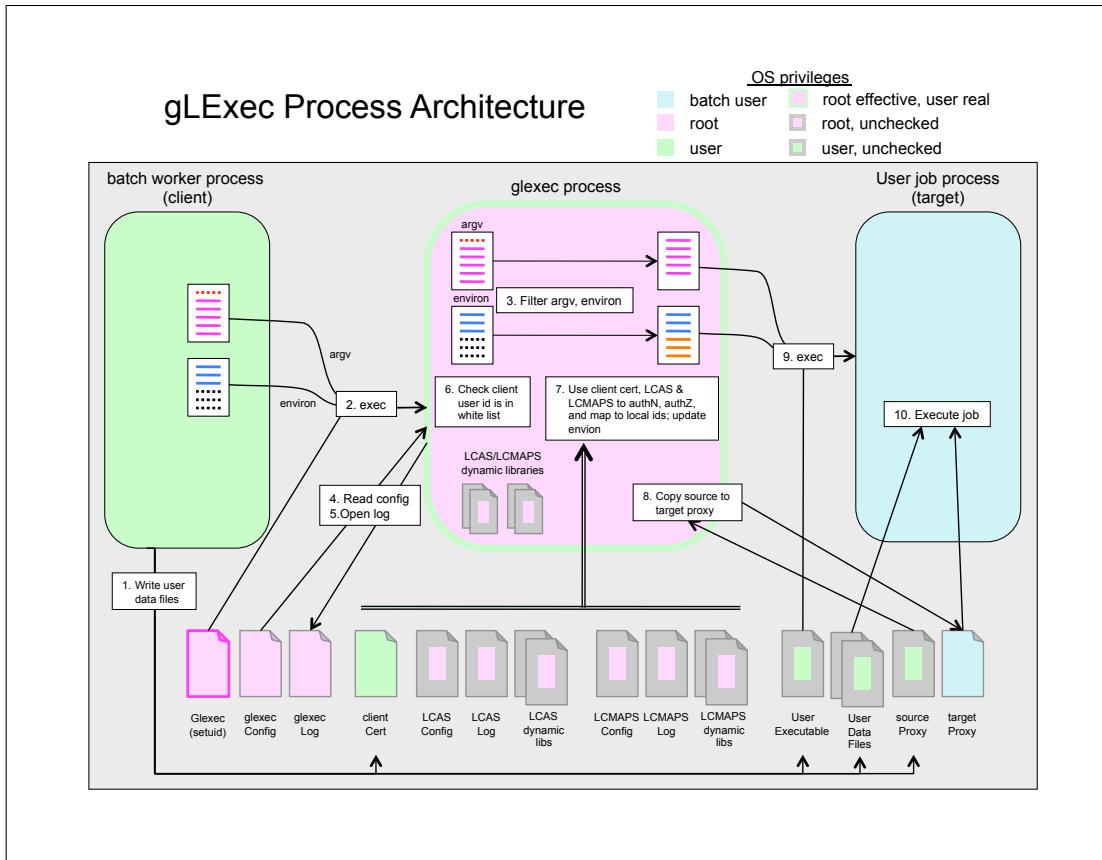 gLExec Process Architecture
OS privileges
batch user
root effective, user real
root
root, unchecked
user
user, unchecked
batch worker process
(client)
glexec process
User job process
(target)
argv
environ
3. Filter argv, environ
argv
environ
2. exec
9. exec
6. Check client
user id is in
white list
7. Use client cert, LCAS &
LCMAPS to authN, authZ,
and map to local ids; update
envion
10. Execute job
LCAS/LCMAPS
dynamic libraries
4. Read config
5.Open log
8. Copy source to
target proxy
1. Write user
data files
Glexec
(setuid)
glexec
Config
glexec
Log
client
Cert
LCAS
Config
LCAS
Log
LCAS
dynamic
libs
LCMAPS
Config
LCMAPS
Log
LCMAPS
dynamic
libs
User
Executable
User
Data
Files
source
Proxy
target
Proxy